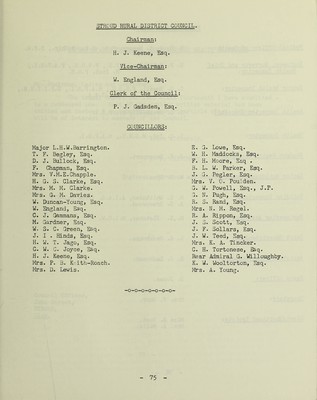 STROUD RURAL DISTRICT COUNCIL.
Chairman:
H. J. Keene, Esq.
Vice-Chairman:
W. England, Esq.
Clerk of the Council:
P. J. Gadsden, Esq.
COUNCILLORS:
Major L.H.W.Barrington.
T. F. Bagley, Esq.
D. J. Bullock, Esq.
F. Chapman, Esq.
Mrs. V.M.E.Chapple.
H. G. S. Clarke, Esq.
Mrs. M. M. Clarke.
Mrs. G. M. Davies.
W. Duncan-Young, Esq.
W. England, Esq.
C. J. Gammans, Esq.
M. Gardner, Esq.
W. S. C. Green, Esq.
J. I. Hinds, Esq.
H. W. T. Jago, Esq.
C. W. G. Joyce, Esq.
H. J. Keene, Esq.
Mrs. P. S. Keith-Roach.
Mrs. D. Lewis.
E. G. Lowe, Esq.
W. H. Maddocks, Esq.
F. H. Moore, Esq.
S. L. W. Parker, Esq.
J. G. Pegler, Esq.
Mrs. V. O. Poulden.
G. W. Powell, Esq., J.P.
I. N. Pugh, Esq.
B. S. Rand, Esq.
Mrs. N. M. Regel.
R. A. Rippon, Esq.
J. S. Scott, Esq.
J. F. Sollars, Esq.
J. W. Teed, Esq.
Mrs. K. A. Tincker.
C. H. Tortonese, Esq.
Rear Admiral G. Willoughby.
K. W. Wooltorton, Esq.
Mrs. A. Young.
-o-o-o-o-o-o-o-
- 75 -